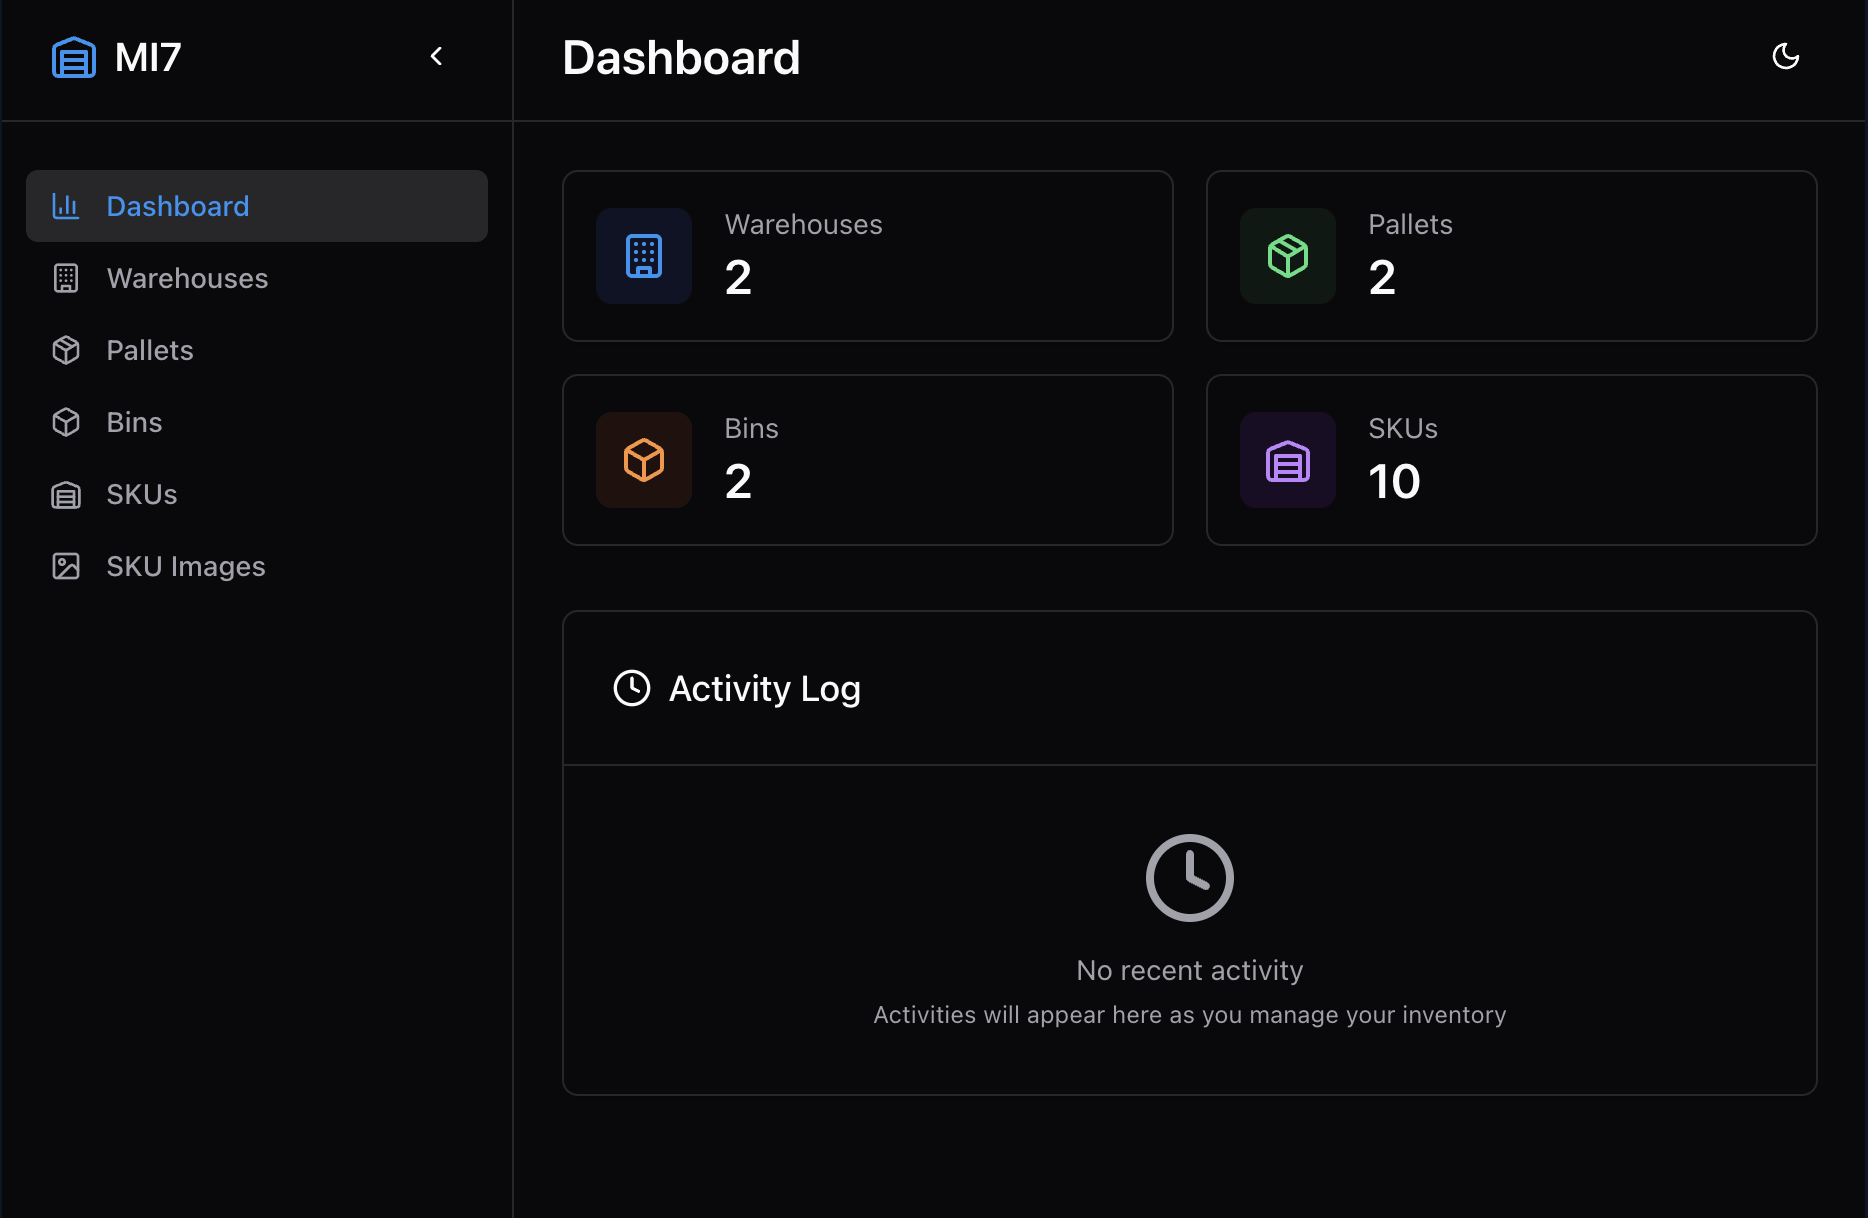 MI7
Dashboard
Dashboard
Warehouses
Pallets
Bins
SKUs
SKU Images
Warehouses
2
Pallets
2
Bins
2
SKUs
10
Activity Log
No recent activity
Activities will appear here as you manage your inventory